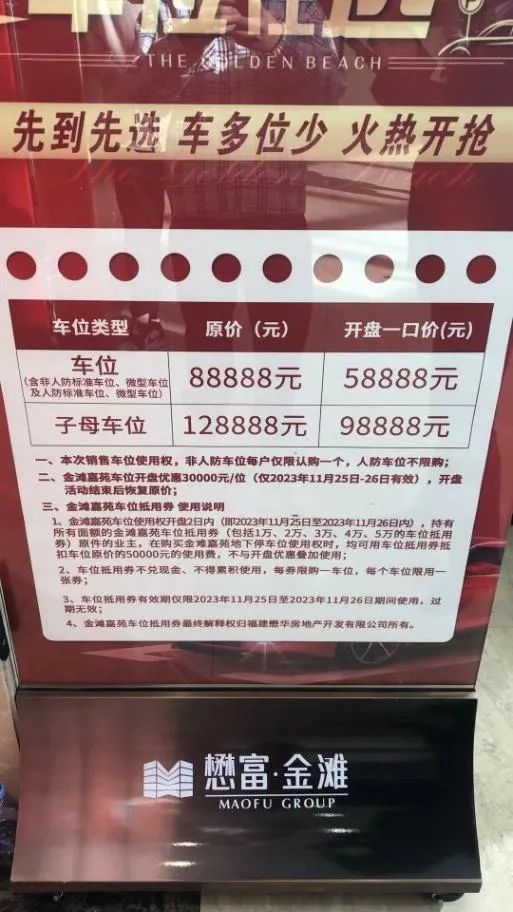 THE GOLDEN BEACH
先到先选 车多位少 火热开抢
车位类型 原价（元） 开盘一口价(元)
车位 88888元 58888元
（含非人防标准车位、微型车位
及人防标准车位、微型车位）
子母车位 128888元 98888元
一、本次销售车位使用权，非人防车位每户仅限认购一个，人防车位不限购；
二、金滩嘉苑车位开盘优惠30000元/位（仅2023年11月25日-26日有效），开盘
活动结束后恢复原价；
三、金滩嘉苑车位抵用券 使用说明
1、金滩嘉苑车位使用权开盘2日内（即2023年11月25日至2023年11月26日内），持有
所有面额的金滩嘉苑车位抵用券（包括1万、2万、3万、4万、5万的车位抵用
券）原件的业主，在购买金滩嘉苑地下停车位使用权时，均可用车位抵用券抵
扣车位原价的50000元的使用费，不与开盘优惠叠加使用；
2、车位抵用券不兑现金、不得累积使用，每券限购一车位，每个车位限用一
张券；
3、车位抵用券有效期仅限2023年11月25日至2023年11月26日期间使用，过
期无效；
4、金滩嘉苑车位抵用券最终解释权归福建懋华房地产开发有限公司所有。
懋富·金滩
MAOFU GROUP